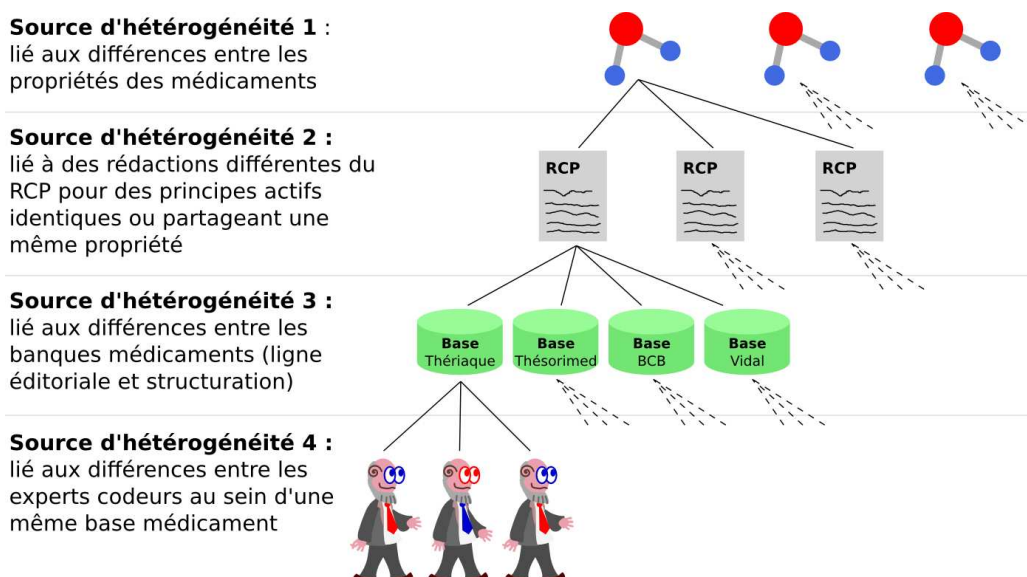 Source d'hétérogénéité 1 :
lié aux différences entre les
propriétés des médicaments
Source d'hétérogénéité 2 :
lié à des rédactions différentes du
RCP pour des principes actifs
identiques ou partageant une
même propriété
RCP
RCP
RCP
Source d'hétérogénéité 3 :
lié aux différences entre les
banques médicaments (ligne
éditoriale et structuration)
Base
Thériaque
Base
Thésorimed
Base
BCB
Base
Vidal
Source d'hétérogénéité 4 :
lié aux différences entre les
experts codeurs au sein d'une
même base médicament